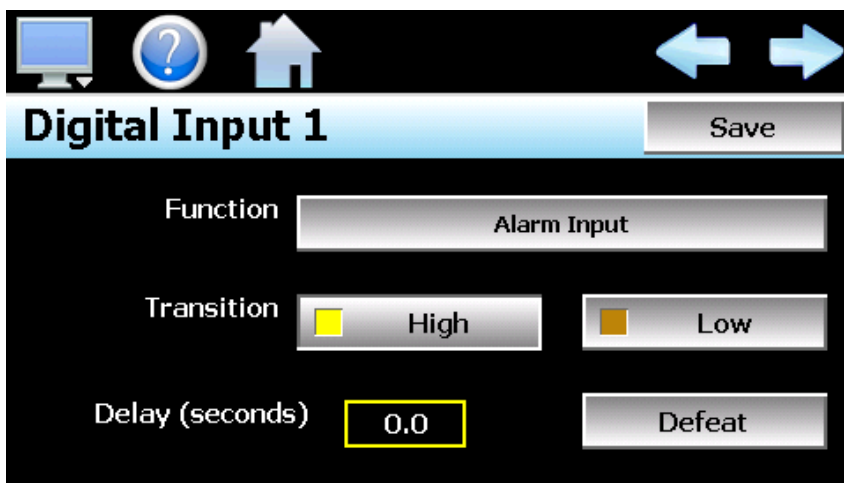 ?
Digital Input 1
Save
Function
Alarm Input
Transition
High
Low
Delay (seconds)
0.0
Defeat